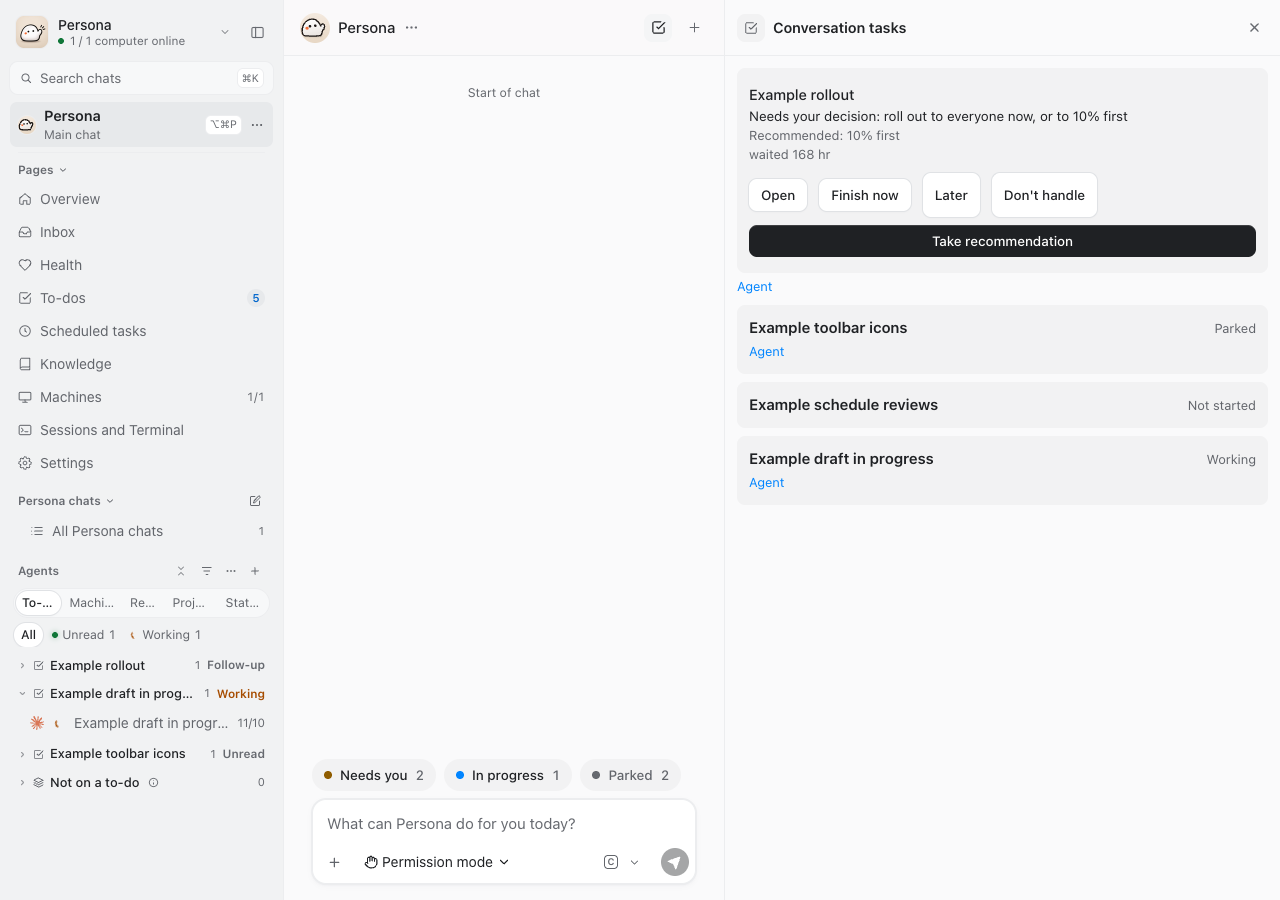 Persona
1 / 1 computer online
Search chats
⌘K
Persona
Main chat
⌥⌘P
Pages
Overview
Inbox
Health
To-dos
5
Scheduled tasks
Knowledge
Machines
1/1
Sessions and Terminal
Settings
Persona chats
All Persona chats
1
Agents
To-...
Machi...
Re...
Proj...
Stat...
All
Unread 1
Working 1
Example rollout
1 Follow-up
Example draft in prog...
1 Working
Example draft in progr...
11/10
Example toolbar icons
1 Unread
Not on a to-do
0
Persona
Start of chat
Needs you 2
In progress 1
Parked 2
What can Persona do for you today?
Permission mode
C
Conversation tasks
Example rollout
Needs your decision: roll out to everyone now, or to 10% first
Recommended: 10% first
waited 168 hr
Open
Finish now
Later
Don't handle
Take recommendation
Agent
Example toolbar icons
Parked
Agent
Example schedule reviews
Not started
Example draft in progress
Working
Agent